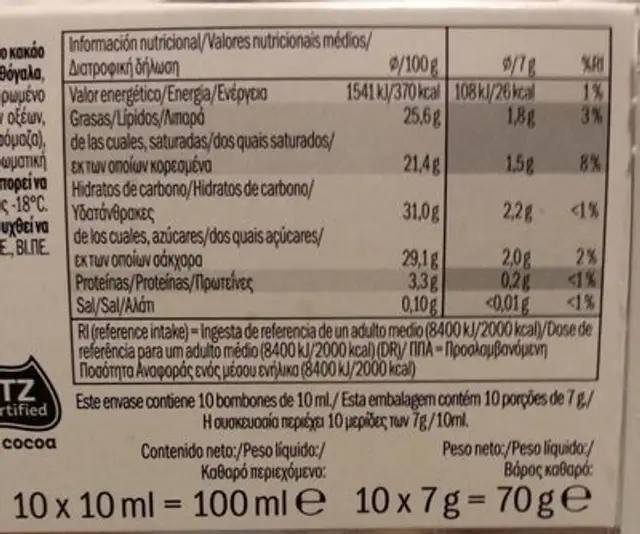 ο κακάο
θόγαλα,
ρωμένο
οξέων,
ρόμαζα),
ρωματική
πορεί να
ς -18°C.
υχθεί να
E., ΒΙ.ΠΕ.
TZ
rtified
cocoa
Información nutricional/Valores nutricionais médios/
Διατροφική δήλωση ø/100 g ø/7 g %RI
Valor energético/Energia/Ενέργεια 1541 kJ/370 kcal 108 kJ/26 kcal 1%
Grasas/Lípidos/Λιπαρά 25,6 g 1,8 g 3%
de las cuales, saturadas/dos quais saturados/
εκ των οποίων κορεσμένα 21,4 g 1,5 g 8%
Hidratos de carbono/Hidratos de carbono/
Υδατάνθρακες 31,0 g 2,2 g <1%
de los cuales, azúcares/dos quais açúcares/
εκ των οποίων σάκχαρα 29,1 g 2,0 g 2%
Proteínas/Proteínas/Πρωτεΐνες 3,3 g 0,2 g <1%
Sal/Sal/Αλάτι 0,10 g <0,01 g <1%
RI (reference intake) = Ingesta de referencia de un adulto medio (8400 kJ/2000 kcal)/Dose de
referência para um adulto médio (8400 kJ/2000 kcal) (DR)/ ΠΠΑ = Προσλαμβανόμενη
Ποσότητα Αναφοράς ενός μέσου ενήλικα (8400 kJ/2000 kcal)
Este envase contiene 10 bombones de 10 ml./ Esta embalagem contém 10 porções de 7 g./
Η συσκευασία περιέχει 10 μερίδες των 7g/10ml.
Contenido neto:/Peso líquido:/
Καθαρό περιεχόμενο:
10 x 10 ml = 100 ml ℮
Peso neto:/Peso líquido:/
Βάρος καθαρό:
10 x 7 g = 70 g ℮